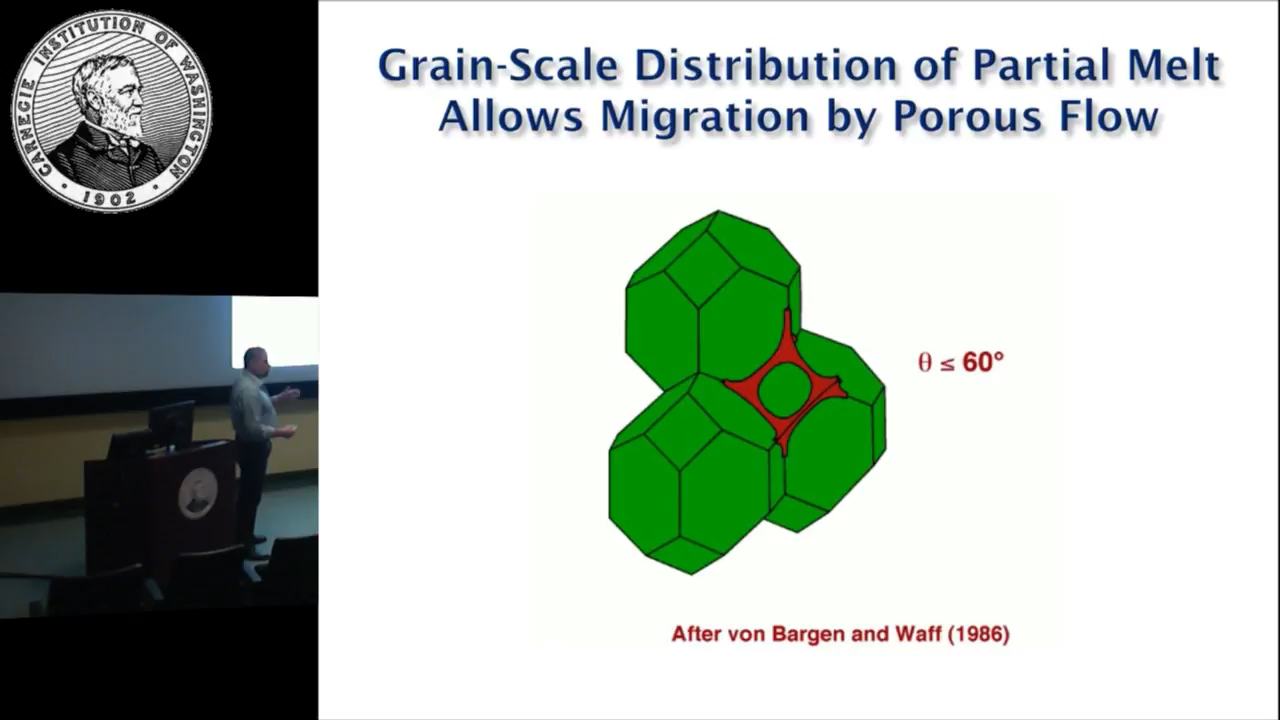 CARNEGIE INSTITUTION OF WASHINGTON
· 1902 ·
Grain-Scale Distribution of Partial Melt
Allows Migration by Porous Flow
θ ≤ 60°
After von Bargen and Waff (1986)